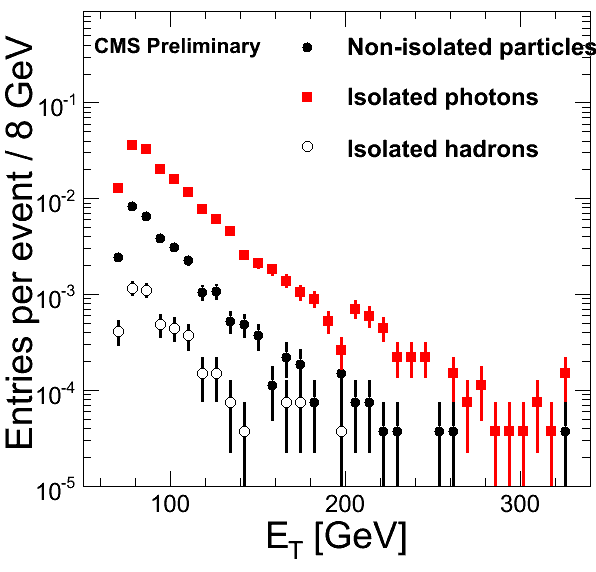 CMS Preliminary
Non-isolated particles
Isolated photons
Isolated hadrons
Entries per event / 8 GeV
10⁻¹
10⁻²
10⁻³
10⁻⁴
10⁻⁵
100 200 300
E_T [GeV]